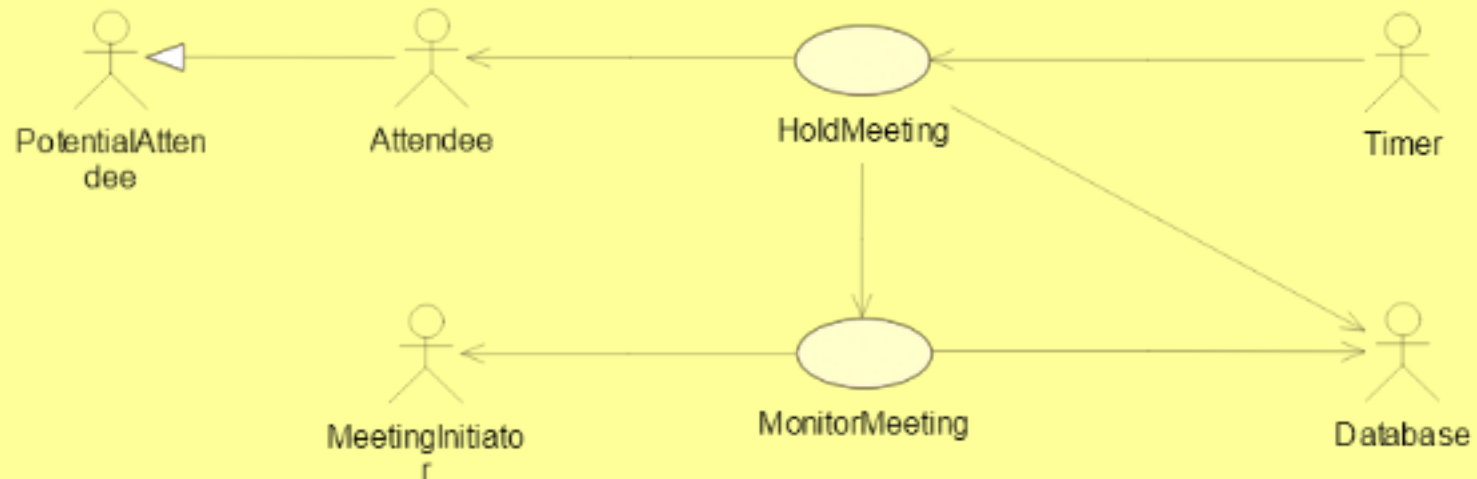 PotentialAtten
dee
Attendee
HoldMeeting
Timer
MeetingInitiato
r
MonitorMeeting
Database